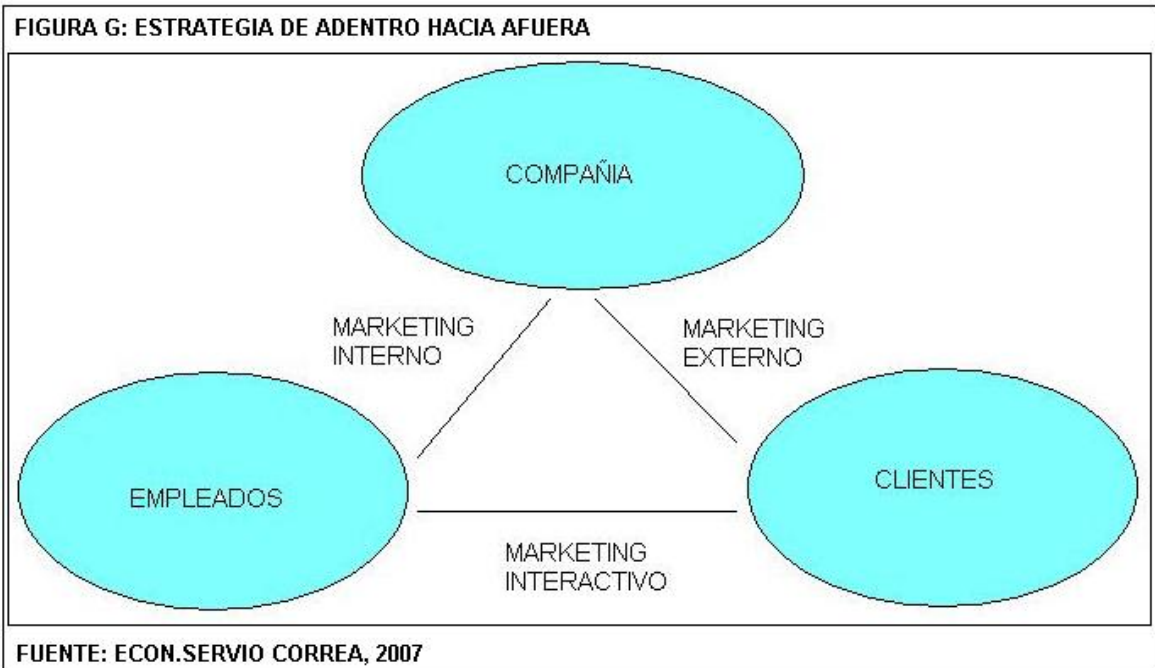 FIGURA G: ESTRATEGIA DE ADENTRO HACIA AFUERA
COMPAÑIA
MARKETING
INTERNO
MARKETING
EXTERNO
EMPLEADOS
CLIENTES
MARKETING
INTERACTIVO
FUENTE: ECON.SERVIO CORREA, 2007